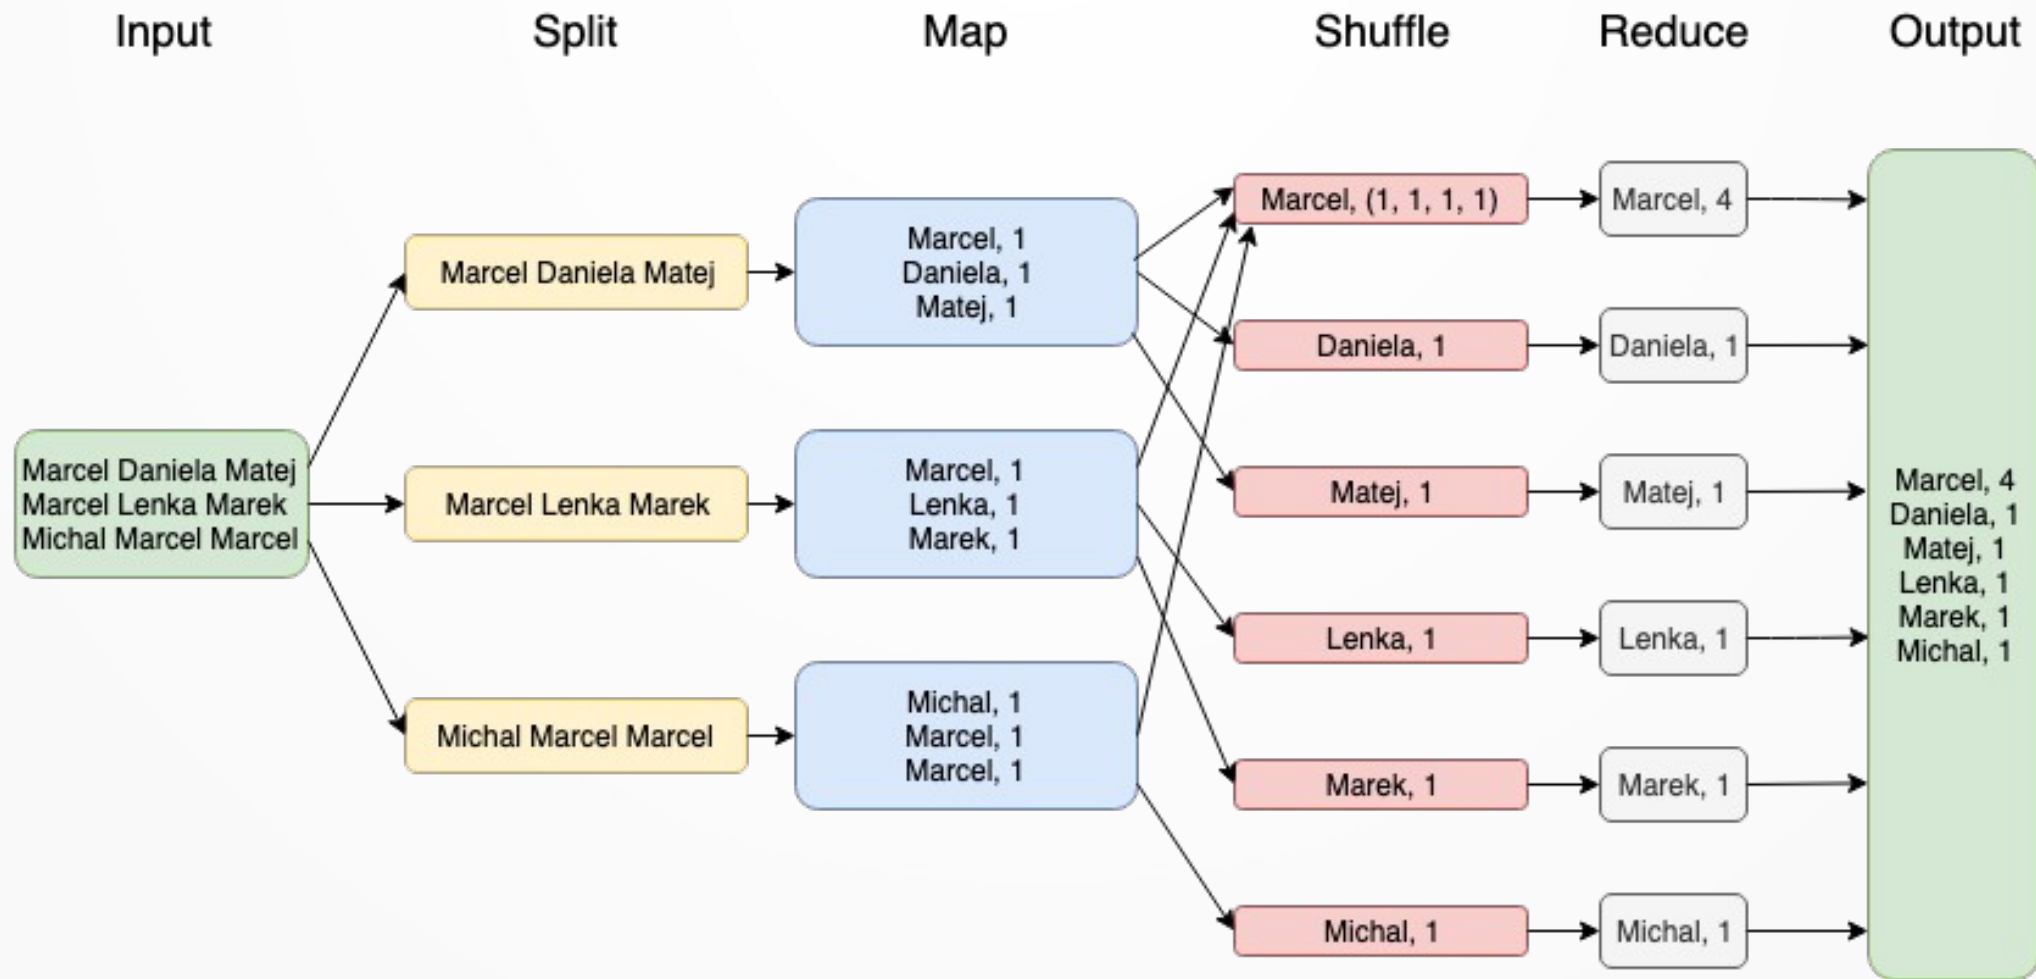 Input
Split
Map
Shuffle
Reduce
Output
Marcel Daniela Matej
Marcel Lenka Marek
Michal Marcel Marcel
Marcel Daniela Matej
Marcel Lenka Marek
Michal Marcel Marcel
Marcel, 1
Daniela, 1
Matej, 1
Marcel, 1
Lenka, 1
Marek, 1
Michal, 1
Marcel, 1
Marcel, 1
Marcel, (1, 1, 1, 1)
Daniela, 1
Matej, 1
Lenka, 1
Marek, 1
Michal, 1
Marcel, 4
Daniela, 1
Matej, 1
Lenka, 1
Marek, 1
Michal, 1
Marcel, 4
Daniela, 1
Matej, 1
Lenka, 1
Marek, 1
Michal, 1